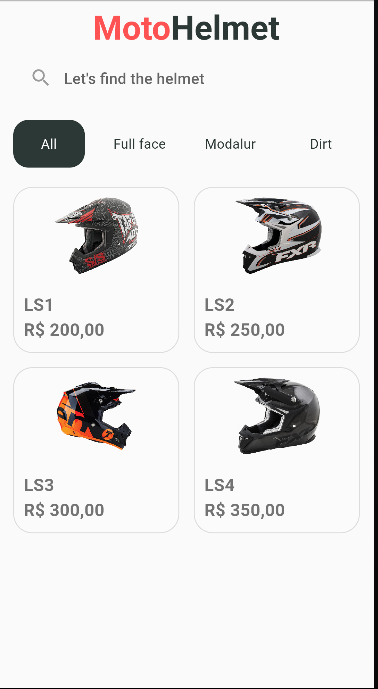 MotoHelmet
Let's find the helmet
All Full face Modalur Dirt
FXR
LS1 LS2
R$ 200,00 R$ 250,00
LS3 LS4
R$ 300,00 R$ 350,00